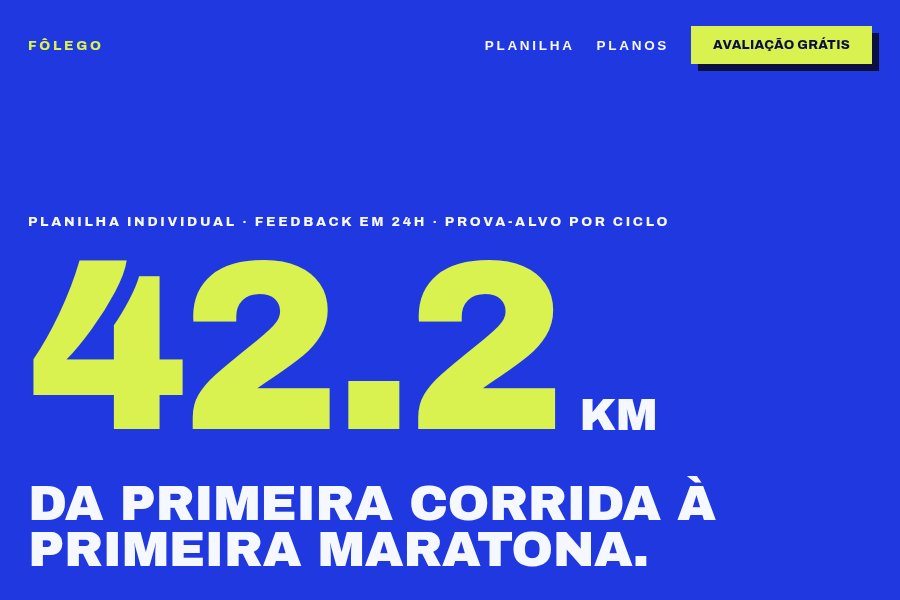 FÔLEGO
PLANILHA PLANOS AVALIAÇÃO GRÁTIS
PLANILHA INDIVIDUAL · FEEDBACK EM 24H · PROVA-ALVO POR CICLO
42.2 KM
DA PRIMEIRA CORRIDA À
PRIMEIRA MARATONA.